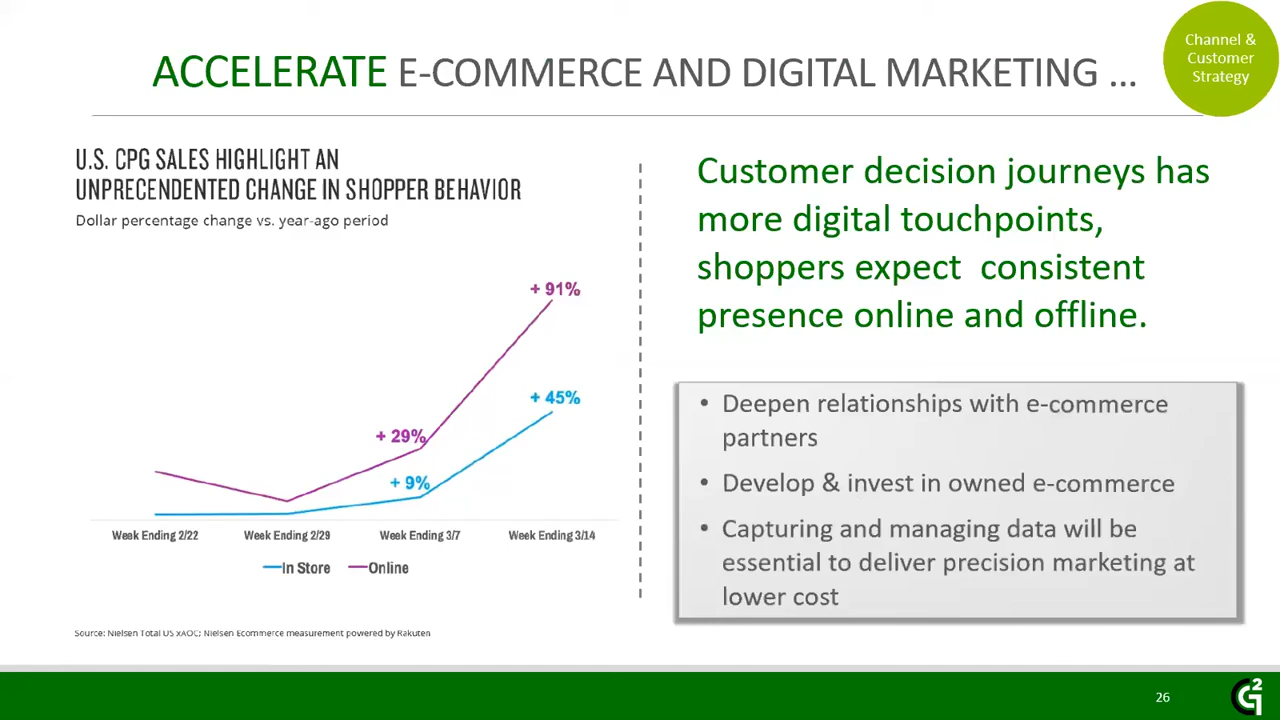 Channel &
Customer
Strategy
ACCELERATE E-COMMERCE AND DIGITAL MARKETING ...
U.S. CPG SALES HIGHLIGHT AN
UNPRECENDENTED CHANGE IN SHOPPER BEHAVIOR
Dollar percentage change vs. year-ago period
+ 91%
+ 45%
+ 29%
+ 9%
Week Ending 2/22 Week Ending 2/29 Week Ending 3/7 Week Ending 3/14
In Store Online
Source: Nielsen Total US xAOC; Nielsen Ecommerce measurement powered by Rakuten
Customer decision journeys has
more digital touchpoints,
shoppers expect consistent
presence online and offline.
• Deepen relationships with e-commerce
partners
• Develop & invest in owned e-commerce
• Capturing and managing data will be
essential to deliver precision marketing at
lower cost
26
G2